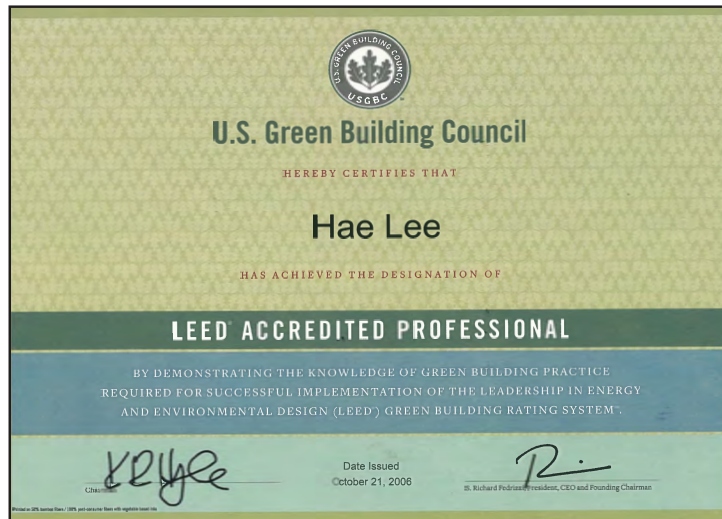 U.S. GREEN BUILDING COUNCIL
USGBC
U.S. Green Building Council
HEREBY CERTIFIES THAT
Hae Lee
HAS ACHIEVED THE DESIGNATION OF
LEED® ACCREDITED PROFESSIONAL
BY DEMONSTRATING THE KNOWLEDGE OF GREEN BUILDING PRACTICE
REQUIRED FOR SUCCESSFUL IMPLEMENTATION OF THE LEADERSHIP IN ENERGY
AND ENVIRONMENTAL DESIGN (LEED®) GREEN BUILDING RATING SYSTEM™.
Date Issued
October 21, 2006
S. Richard Fedrizzi, President, CEO and Founding Chairman